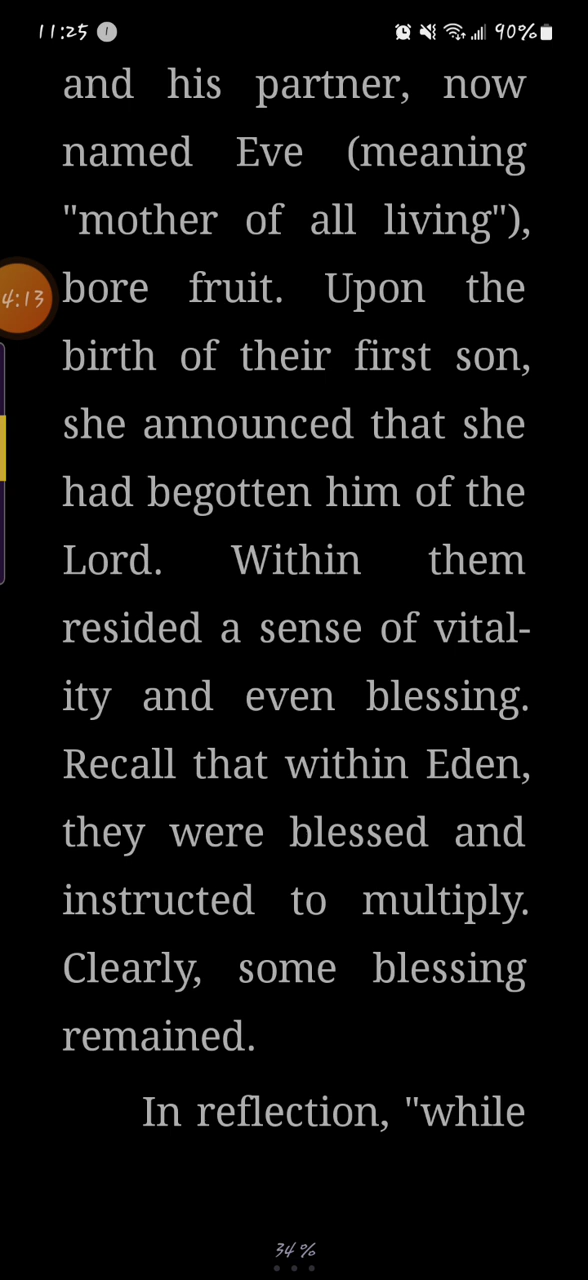 11:25
90%
and his partner, now
named Eve (meaning
"mother of all living"),
4:13
bore fruit. Upon the
birth of their first son,
she announced that she
had begotten him of the
Lord. Within them
resided a sense of vital-
ity and even blessing.
Recall that within Eden,
they were blessed and
instructed to multiply.
Clearly, some blessing
remained.
In reflection, "while
34%